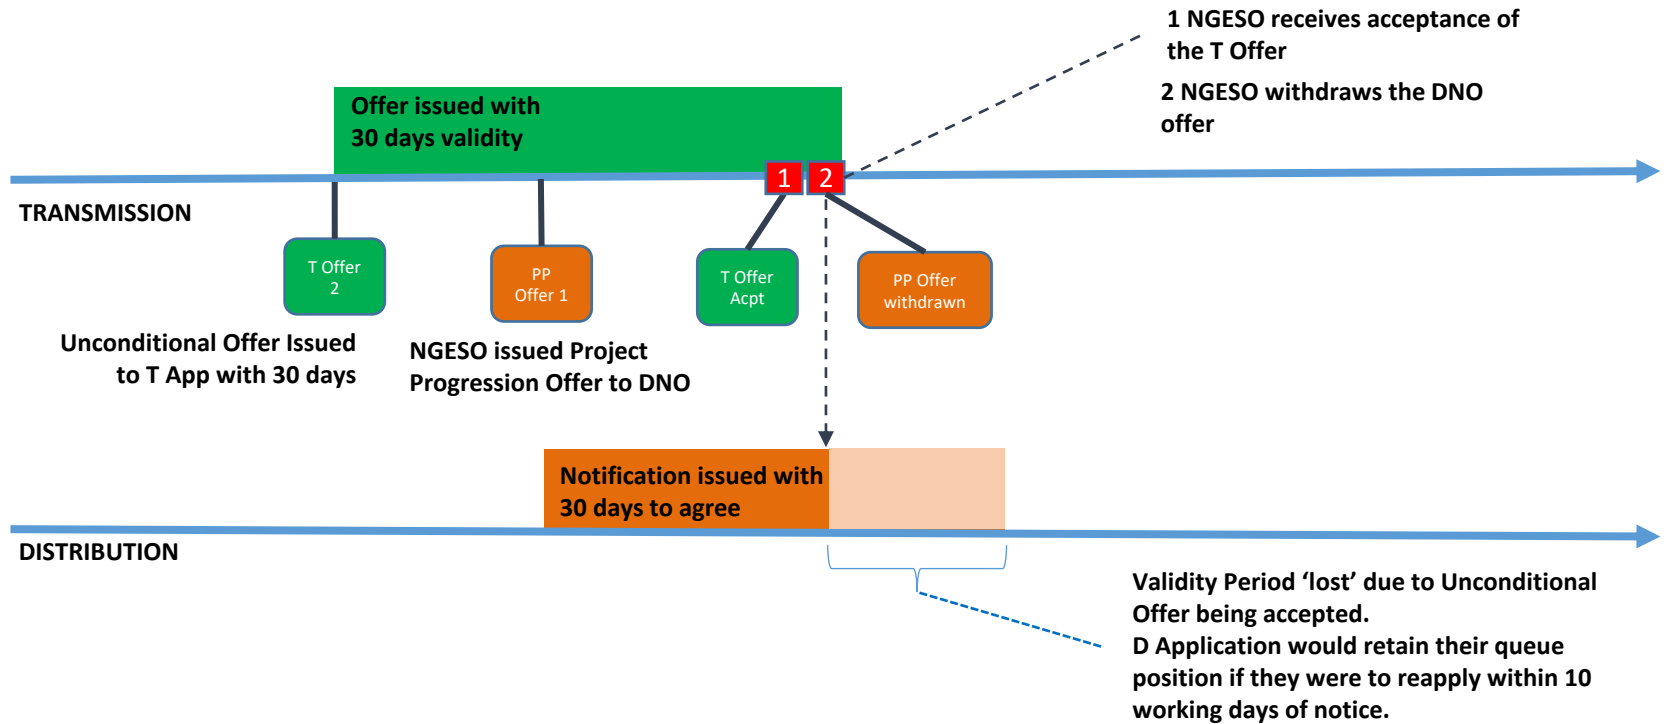 1 NGESO receives acceptance of
the T Offer
2 NGESO withdraws the DNO
offer
Offer issued with
30 days validity
1
2
TRANSMISSION
T Offer
2
PP
Offer 1
T Offer
Acpt
PP Offer
withdrawn
Unconditional Offer Issued
to T App with 30 days
NGESO issued Project
Progression Offer to DNO
Notification issued with
30 days to agree
DISTRIBUTION
Validity Period ‘lost’ due to Unconditional
Offer being accepted.
D Application would retain their queue
position if they were to reapply within 10
working days of notice.